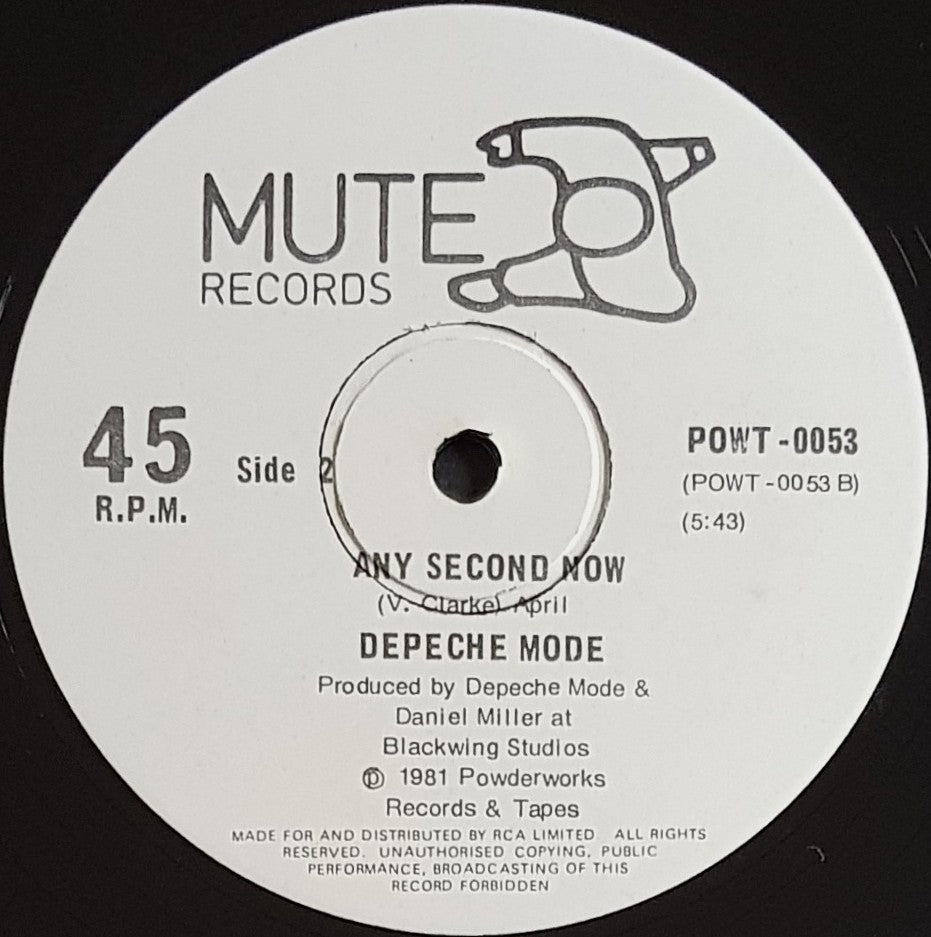 MUTE
RECORDS
45
R.P.M.
Side 2
POWT-0053
(POWT-0053 B)
(5:43)
ANY SECOND NOW
(V. Clarke) April
DEPECHE MODE
Produced by Depeche Mode &
Daniel Miller at
Blackwing Studios
Ⓟ 1981 Powderworks
Records & Tapes
MADE FOR AND DISTRIBUTED BY RCA LIMITED. ALL RIGHTS
RESERVED. UNAUTHORISED COPYING, PUBLIC
PERFORMANCE, BROADCASTING OF THIS
RECORD FORBIDDEN